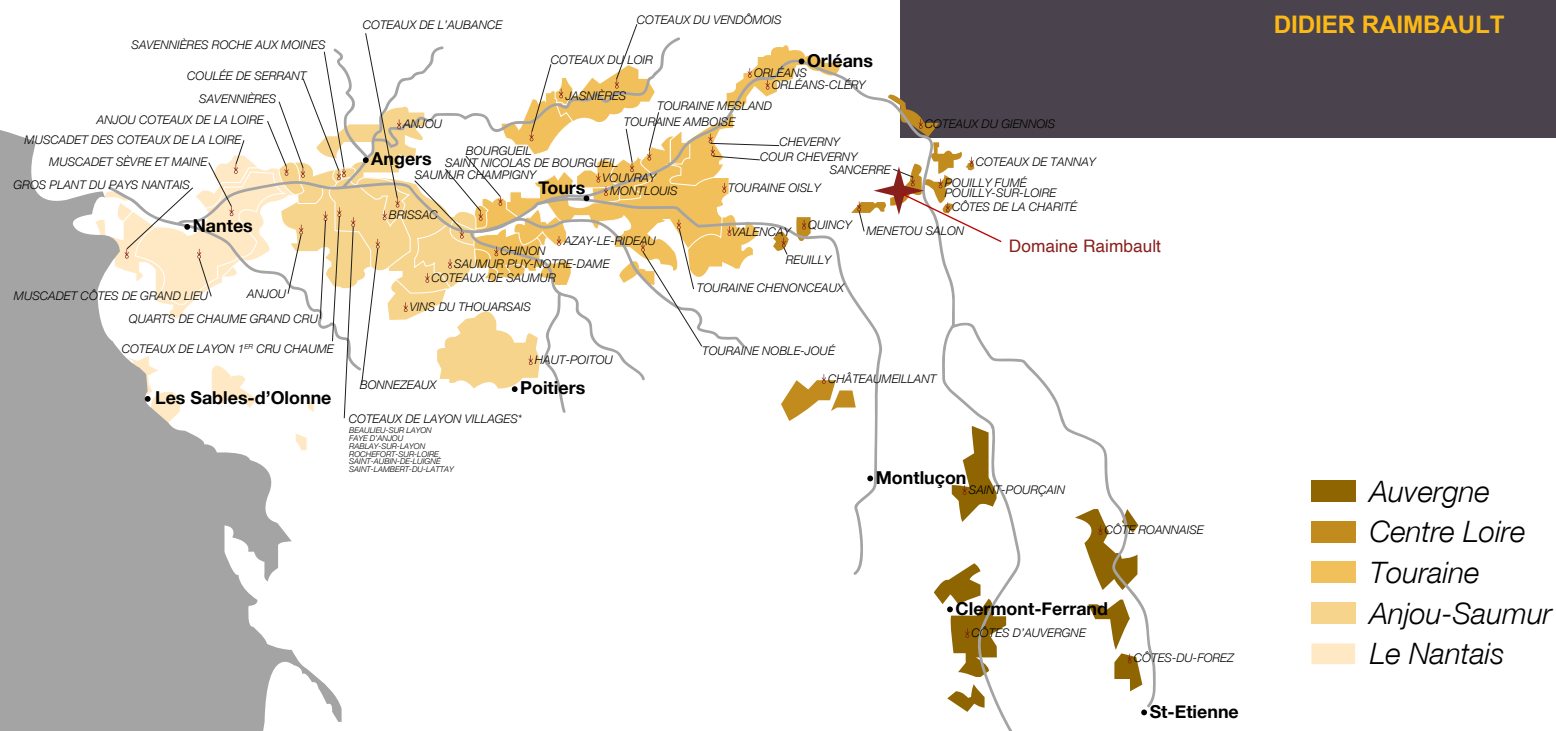 DIDIER RAIMBAULT
COTEAUX DU VENDÔMOIS
COTEAUX DE L'AUBANCE
SAVENNIÈRES ROCHE AUX MOINES
COTEAUX DU LOIR
Orléans
ORLÉANS
COULÉE DE SERRANT
ORLÉANS-CLÉRY
JASNIÈRES
SAVENNIÈRES
TOURAINE MESLAND
ANJOU COTEAUX DE LA LOIRE
TOURAINE AMBOISE
ANJOU
COTEAUX DU GIENNOIS
MUSCADET DES COTEAUX DE LA LOIRE
CHEVERNY
BOURGUEIL
COUR CHEVERNY
Angers
MUSCADET SÈVRE ET MAINE
SAINT NICOLAS DE BOURGUEIL
COTEAUX DE TANNAY
SANCERRE
SAUMUR CHAMPIGNY
VOUVRAY
GROS PLANT DU PAYS NANTAIS
Tours
MONTLOUIS
TOURAINE OISLY
POUILLY FUMÉ
POUILLY-SUR-LOIRE
CÔTES DE LA CHARITÉ
BRISSAC
Nantes
QUINCY
VALENCAY
MENETOU SALON
AZAY-LE-RIDEAU
Domaine Raimbault
CHINON
REUILLY
SAUMUR PUY-NOTRE-DAME
COTEAUX DE SAUMUR
TOURAINE CHENONCEAUX
MUSCADET CÔTES DE GRAND LIEU
ANJOU
VINS DU THOUARSAIS
QUARTS DE CHAUME GRAND CRU
COTEAUX DE LAYON 1ER CRU CHAUME
TOURAINE NOBLE-JOUÉ
HAUT-POITOU
CHÂTEAUMEILLANT
BONNEZEAUX
Poitiers
Les Sables-d'Olonne
COTEAUX DE LAYON VILLAGES*
BEAULIEU-SUR LAYON
FAYE D'ANJOU
RABLAY-SUR-LAYON
ROCHEFORT-SUR-LOIRE
SAINT-AUBIN-DE-LUIGNÉ
SAINT-LAMBERT-DU-LATTAY
Montluçon
SAINT-POURÇAIN
CÔTE ROANNAISE
Clermont-Ferrand
CÔTES D'AUVERGNE
CÔTES-DU-FOREZ
St-Etienne
Auvergne
Centre Loire
Touraine
Anjou-Saumur
Le Nantais